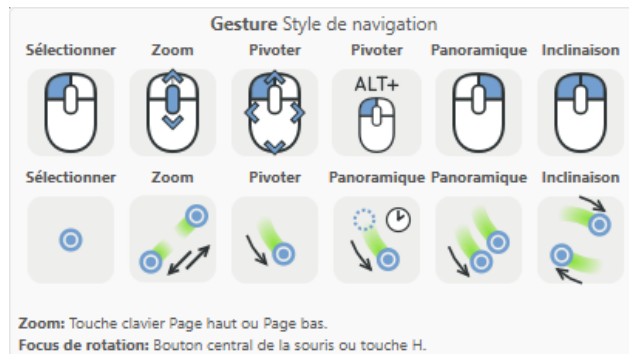 Gesture Style de navigation
Sélectionner Zoom Pivoter Pivoter Panoramique Inclinaison
ALT+
Sélectionner Zoom Pivoter Panoramique Panoramique Inclinaison
Zoom: Touche clavier Page haut ou Page bas.
Focus de rotation: Bouton central de la souris ou touche H.